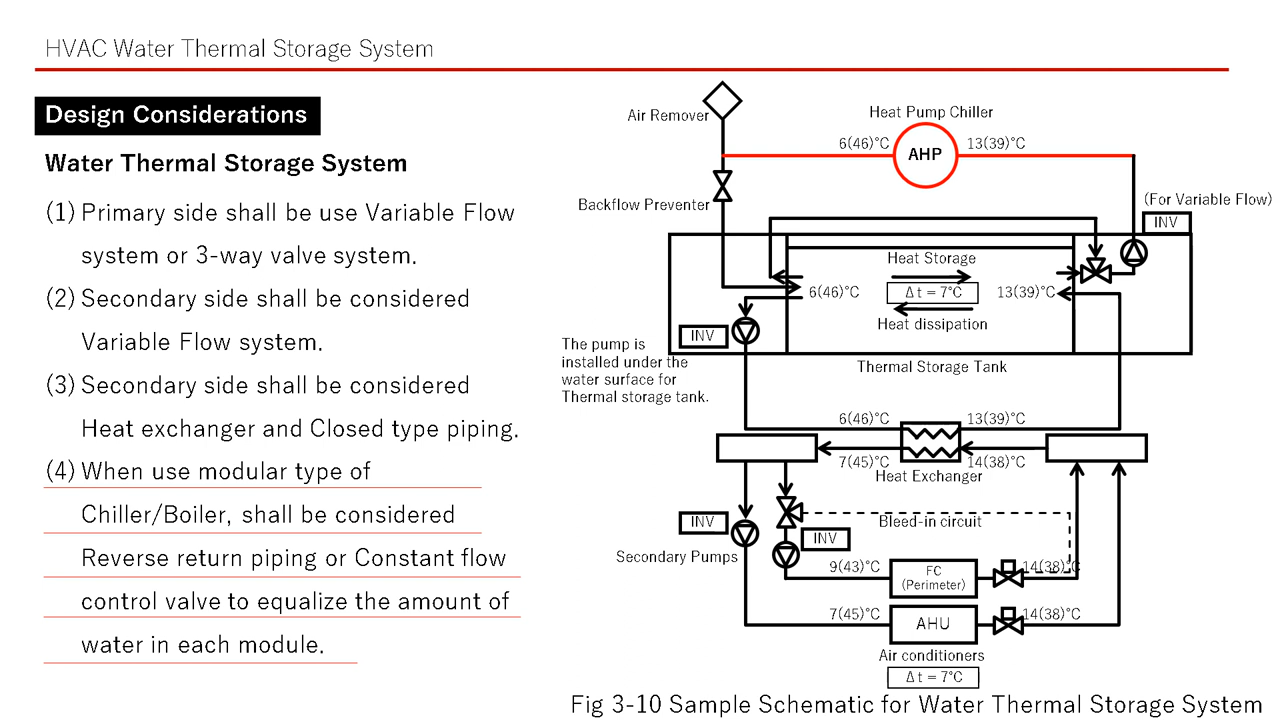 HVAC Water Thermal Storage System
Design Considerations
Water Thermal Storage System
(1) Primary side shall be use Variable Flow
system or 3-way valve system.
(2) Secondary side shall be considered
Variable Flow system.
(3) Secondary side shall be considered
Heat exchanger and Closed type piping.
(4) When use modular type of
Chiller/Boiler, shall be considered
Reverse return piping or Constant flow
control valve to equalize the amount of
water in each module.
Air Remover
Heat Pump Chiller
6(46)°C
AHP
13(39)°C
Backflow Preventer
(For Variable Flow)
INV
Heat Storage
6(46)°C
Δt = 7°C
13(39)°C
Heat dissipation
INV
The pump is
installed under the
water surface for
Thermal storage tank.
Thermal Storage Tank
6(46)°C
13(39)°C
7(45)°C
14(38)°C
Heat Exchanger
INV
Bleed-in circuit
INV
Secondary Pumps
9(43)°C
FC
(Perimeter)
14(38)°C
7(45)°C
AHU
14(38)°C
Air conditioners
Δt = 7°C
Fig 3-10 Sample Schematic for Water Thermal Storage System